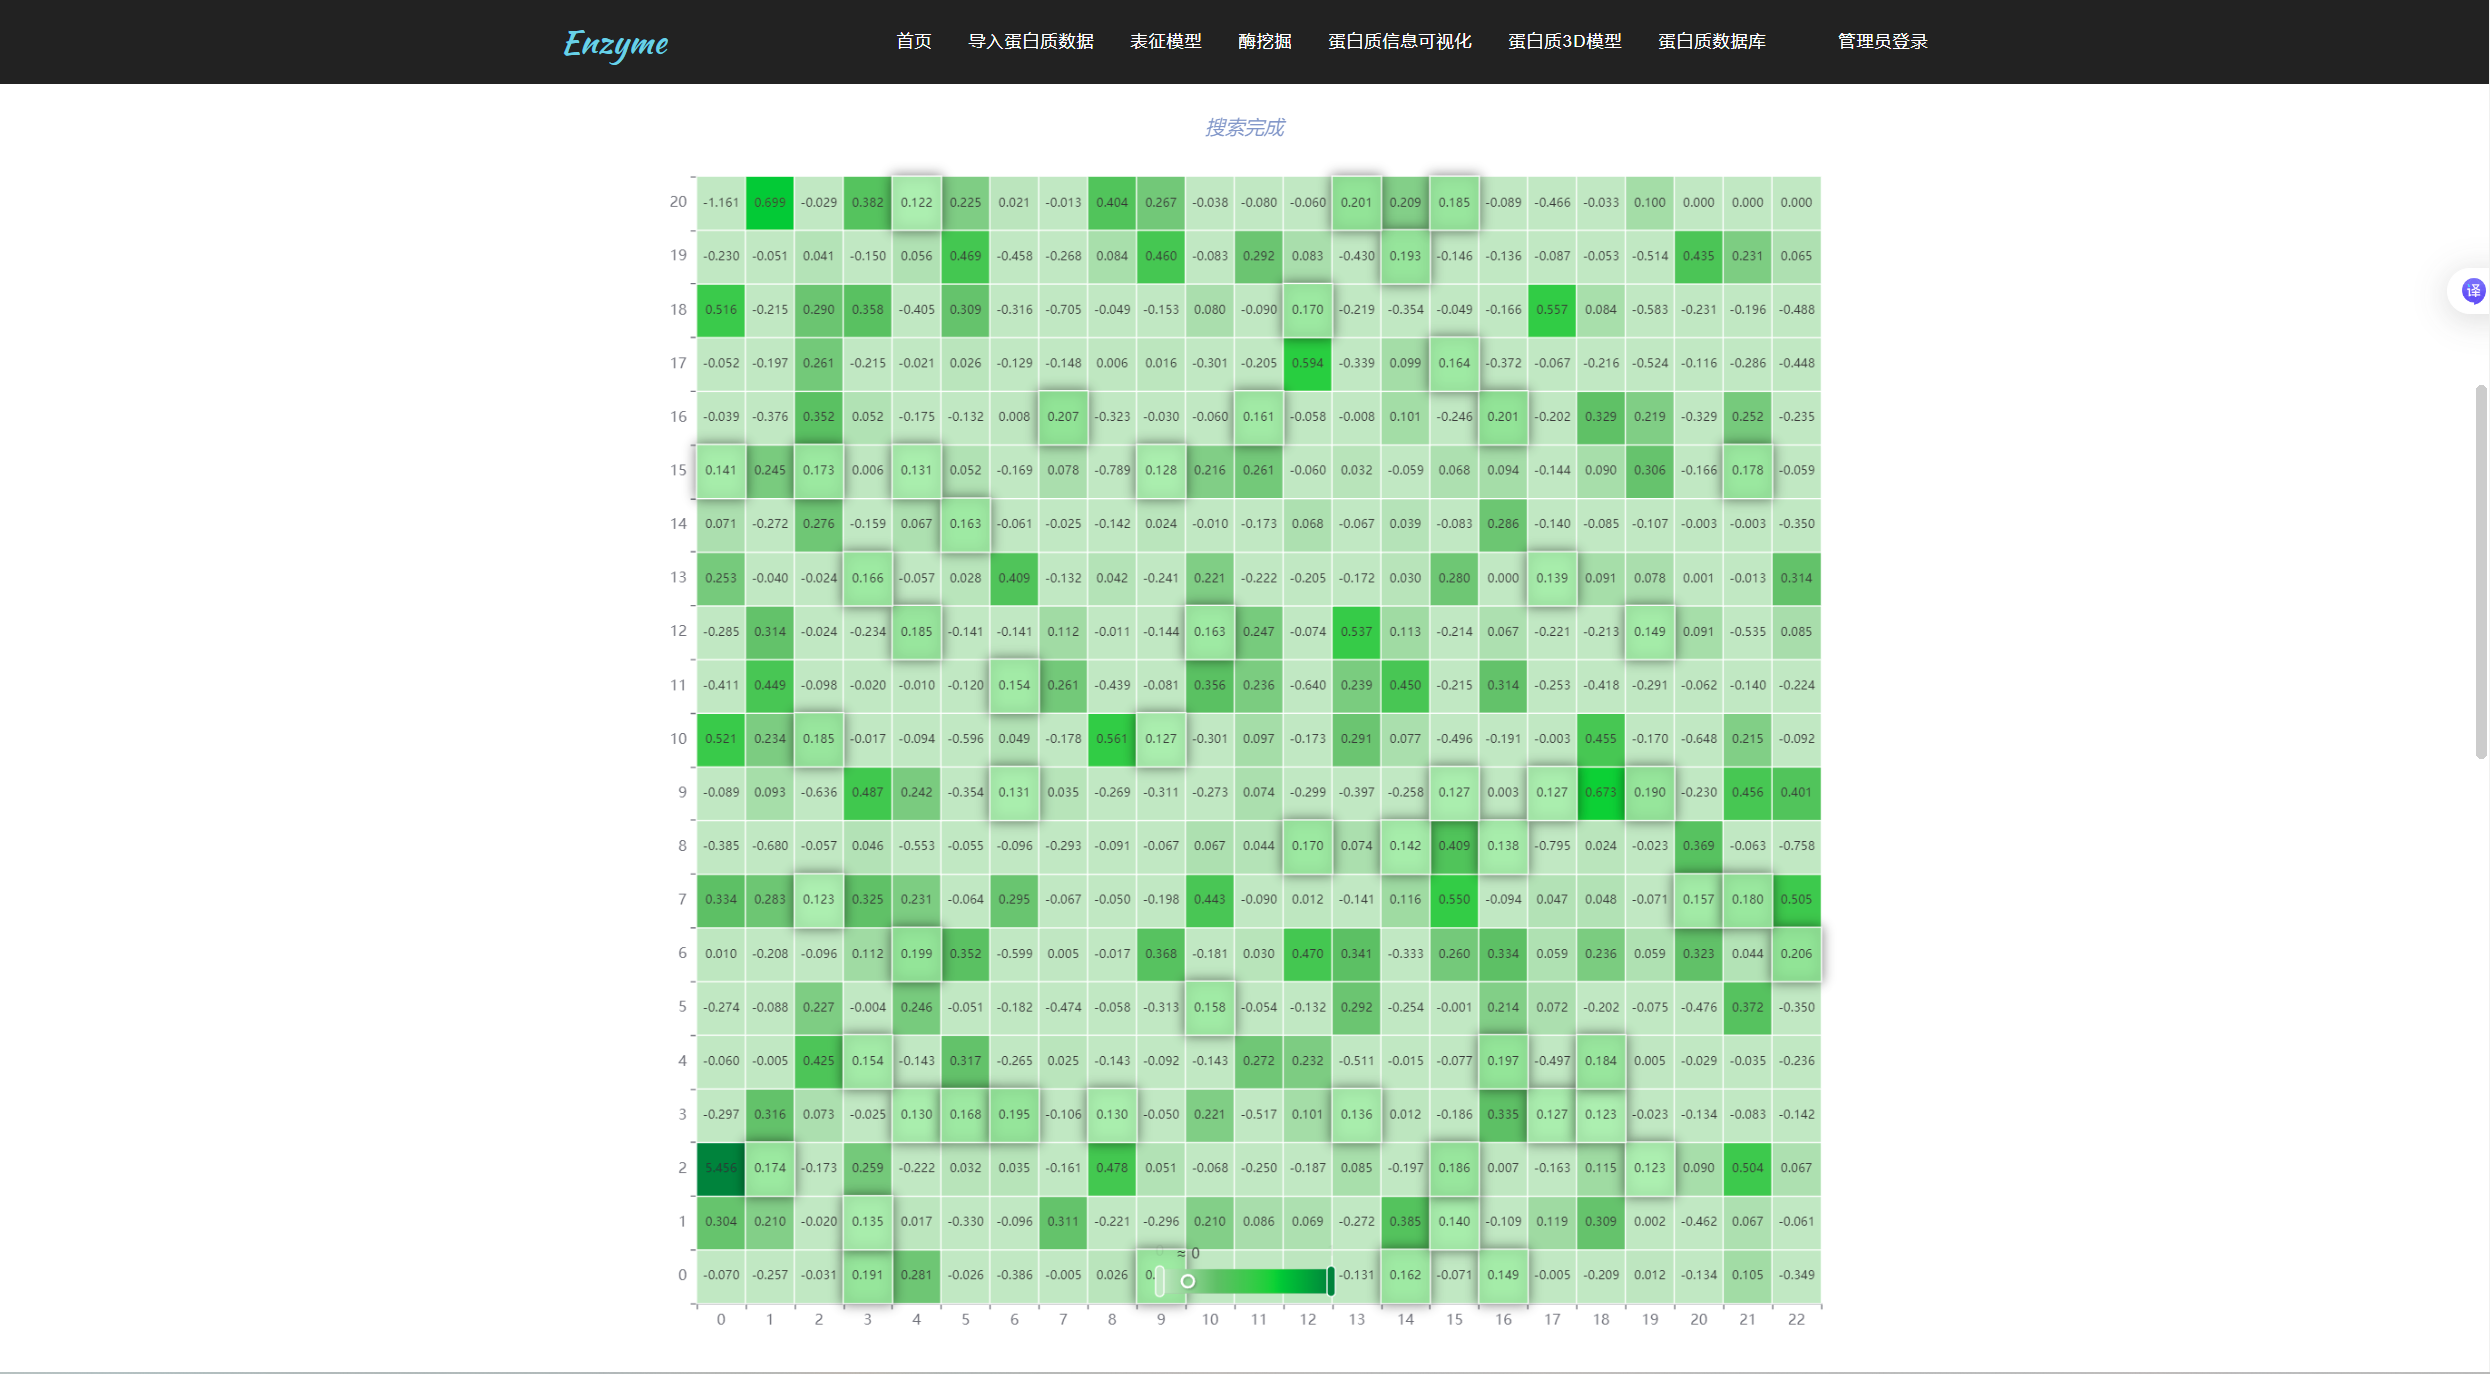 Enzyme 首页 导入蛋白质数据 表征模型 酶挖掘 蛋白质信息可视化 蛋白质3D模型 蛋白质数据库 管理员登录
搜索完成
译
20 -1.161 0.699 -0.029 0.382 0.122 0.225 0.021 -0.013 0.404 0.267 -0.038 -0.080 -0.060 0.201 0.209 0.185 -0.089 -0.466 -0.033 0.100 0.000 0.000 0.000
19 -0.230 -0.051 0.041 -0.150 0.056 0.469 -0.458 -0.268 0.084 0.460 -0.083 0.292 0.083 -0.430 0.193 -0.146 -0.136 -0.087 -0.053 -0.514 0.435 0.231 0.065
18 0.516 -0.215 0.290 0.358 -0.405 0.309 -0.316 -0.705 -0.049 -0.153 0.080 -0.090 0.170 -0.219 -0.354 -0.049 -0.166 0.557 0.084 -0.583 -0.231 -0.196 -0.488
17 -0.052 -0.197 0.261 -0.215 -0.021 0.026 -0.129 -0.148 0.006 0.016 -0.301 -0.205 0.594 -0.339 0.099 0.164 -0.372 -0.067 -0.216 -0.524 -0.116 -0.286 -0.448
16 -0.039 -0.376 0.352 0.052 -0.175 -0.132 0.008 0.207 -0.323 -0.030 -0.060 0.161 -0.058 -0.008 0.101 -0.246 0.201 -0.202 0.329 0.219 -0.329 0.252 -0.235
15 0.141 0.245 0.173 0.006 0.131 0.052 -0.169 0.078 -0.789 0.128 0.216 0.261 -0.060 0.032 -0.059 0.068 0.094 -0.144 0.090 0.306 -0.166 0.178 -0.059
14 0.071 -0.272 0.276 -0.159 0.067 0.163 -0.061 -0.025 -0.142 0.024 -0.010 -0.173 0.068 -0.067 0.039 -0.083 0.286 -0.140 -0.085 -0.107 -0.003 -0.003 -0.350
13 0.253 -0.040 -0.024 0.166 -0.057 0.028 0.409 -0.132 0.042 -0.241 0.221 -0.222 -0.205 -0.172 0.030 0.280 0.000 0.139 0.091 0.078 0.001 -0.013 0.314
12 -0.285 0.314 -0.024 -0.234 0.185 -0.141 -0.141 0.112 -0.011 -0.144 0.163 0.247 -0.074 0.537 0.113 -0.214 0.067 -0.221 -0.213 0.149 0.091 -0.535 0.085
11 -0.411 0.449 -0.098 -0.020 -0.010 -0.120 0.154 0.261 -0.439 -0.081 0.356 0.236 -0.640 0.239 0.450 -0.215 0.314 -0.253 -0.418 -0.291 -0.062 -0.140 -0.224
10 0.521 0.234 0.185 -0.017 -0.094 -0.596 0.049 -0.178 0.561 0.127 -0.301 0.097 -0.173 0.291 0.077 -0.496 -0.191 -0.003 0.455 -0.170 -0.648 0.215 -0.092
9 -0.089 0.093 -0.636 0.487 0.242 -0.354 0.131 0.035 -0.269 -0.311 -0.273 0.074 -0.299 -0.397 -0.258 0.127 0.003 0.127 0.673 0.190 -0.230 0.456 0.401
8 -0.385 -0.680 -0.057 0.046 -0.553 -0.055 -0.096 -0.293 -0.091 -0.067 0.067 0.044 0.170 0.074 0.142 0.409 0.138 -0.795 0.024 -0.023 0.369 -0.063 -0.758
7 0.334 0.283 0.123 0.325 0.231 -0.064 0.295 -0.067 -0.050 -0.198 0.443 -0.090 0.012 -0.141 0.116 0.550 -0.094 0.047 0.048 -0.071 0.157 0.180 0.505
6 0.010 -0.208 -0.096 0.112 0.199 0.352 -0.599 0.005 -0.017 0.368 -0.181 0.030 0.470 0.341 -0.333 0.260 0.334 0.059 0.236 0.059 0.323 0.044 0.206
5 -0.274 -0.088 0.227 -0.004 0.246 -0.051 -0.182 -0.474 -0.058 -0.313 0.158 -0.054 -0.132 0.292 -0.254 -0.001 0.214 0.072 -0.202 -0.075 -0.476 0.372 -0.350
4 -0.060 -0.005 0.425 0.154 -0.143 0.317 -0.265 0.025 -0.143 -0.092 -0.143 0.272 0.232 -0.511 -0.015 -0.077 0.197 -0.497 0.184 0.005 -0.029 -0.035 -0.236
3 -0.297 0.316 0.073 -0.025 0.130 0.168 0.195 -0.106 0.130 -0.050 0.221 -0.517 0.101 0.136 0.012 -0.186 0.335 0.127 0.123 -0.023 -0.134 -0.083 -0.142
2 5.456 0.174 -0.173 0.259 -0.222 0.032 0.035 -0.161 0.478 0.051 -0.068 -0.250 -0.187 0.085 -0.197 0.186 0.007 -0.163 0.115 0.123 0.090 0.504 0.067
1 0.304 0.210 -0.020 0.135 0.017 -0.330 -0.096 0.311 -0.221 -0.296 0.210 0.086 0.069 -0.272 0.385 0.140 -0.109 0.119 0.309 0.002 -0.462 0.067 -0.061
≈ 0
0 -0.070 -0.257 -0.031 0.191 0.281 -0.026 -0.386 -0.005 0.026 -0.131 0.162 -0.071 0.149 -0.005 -0.209 0.012 -0.134 0.105 -0.349
0 1 2 3 4 5 6 7 8 9 10 11 12 13 14 15 16 17 18 19 20 21 22